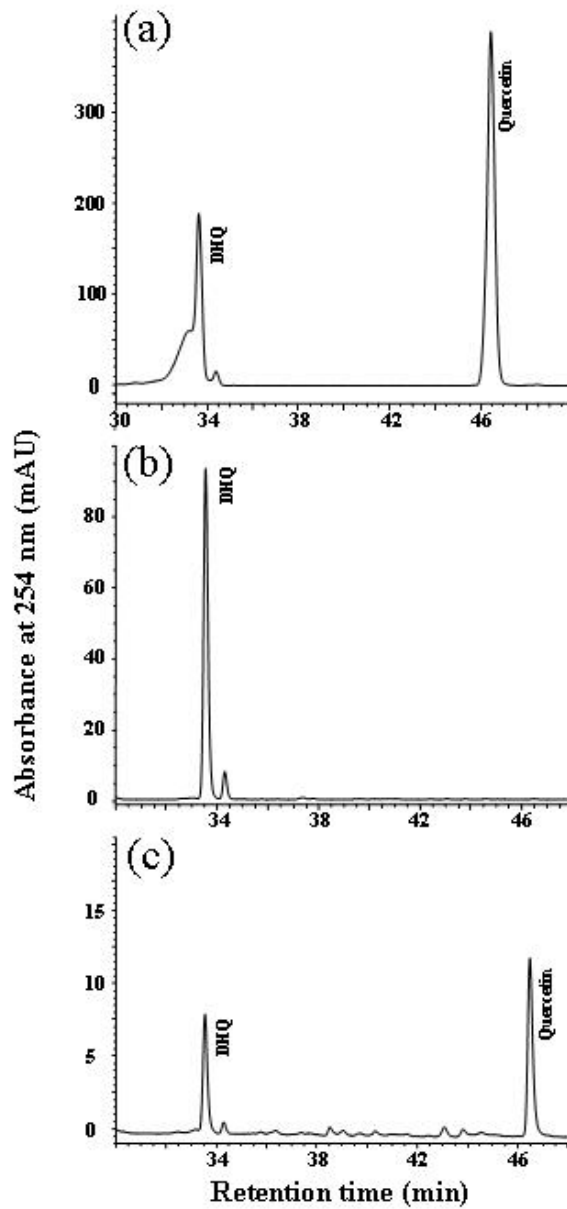 (a)
300
200
100
0
DHQ
Quercetin
30 34 38 42 46
(b)
80
60
40
20
0
DHQ
34 38 42 46
(c)
15
10
5
0
DHQ
Quercetin
34 38 42 46
Absorbance at 254 nm (mAU)
Retention time (min)